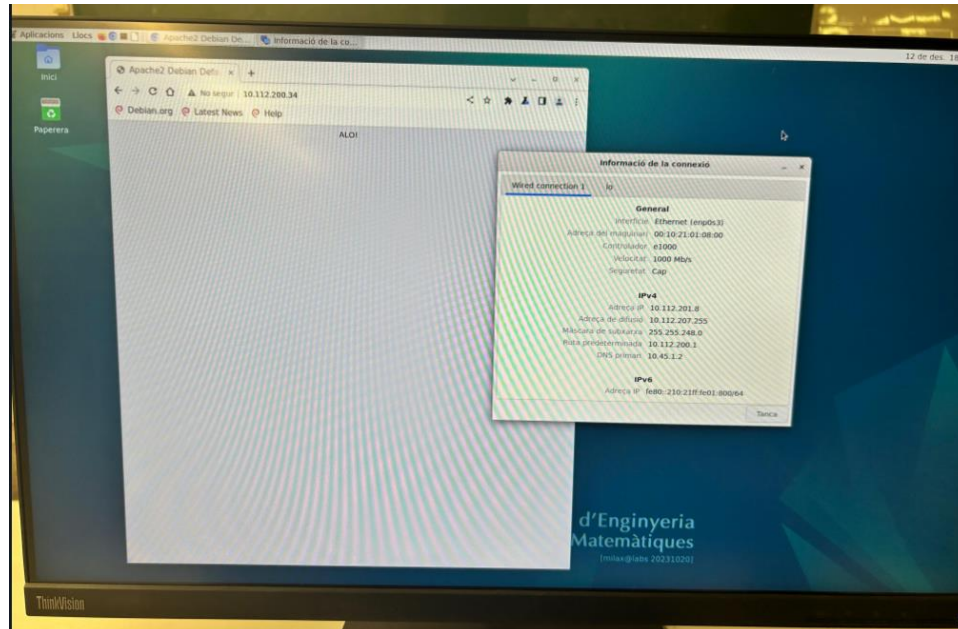 Aplicacions Llocs Apache2 Debian De... Informació de la co...
12 de des. 18
Inici
Paperera
Apache2 Debian Defa
No segur 10.112.200.34
Debian.org Latest News Help
Informació de la connexió
Wired connection 1 lo
General
Interfície Ethernet (enp0s3)
Adreça del maquinari 00:10:21:01:08:00
Controlador e1000
Velocitat 1000 Mb/s
Seguretat Cap
IPv4
Adreça IP 10.112.201.8
Adreça de difusió 10.112.207.255
Màscara de subxarxa 255.255.248.0
Ruta predeterminada 10.112.200.1
DNS primari 10.45.1.2
IPv6
Adreça IP fe80::210:21ff:fe01:800/64
Tanca
d'Enginyeria
Matemàtiques
[milax@labs 20231020]
ThinkVision